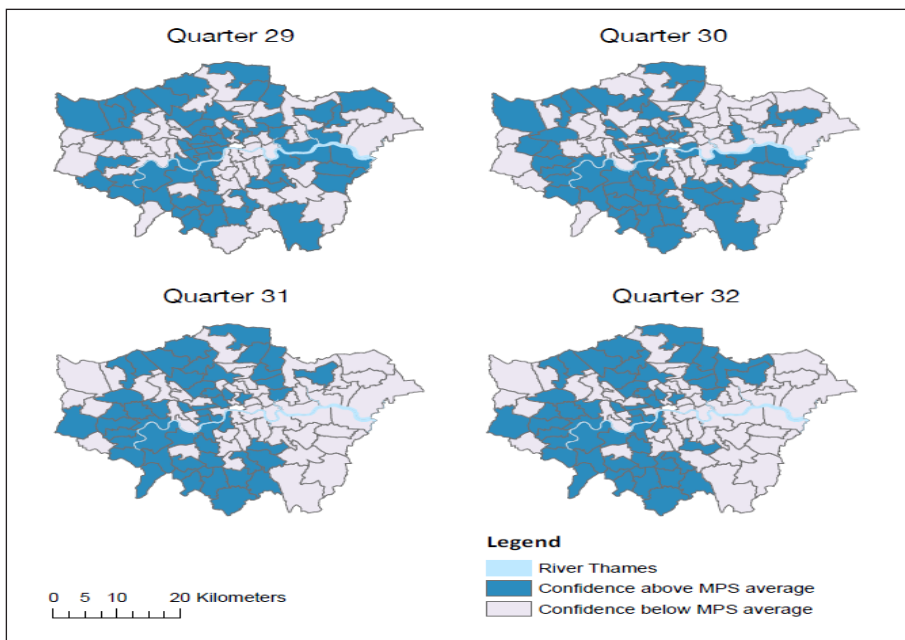 Quarter 29
Quarter 30
Quarter 31
Quarter 32
Legend
River Thames
Confidence above MPS average
Confidence below MPS average
0 5 10 20 Kilometers